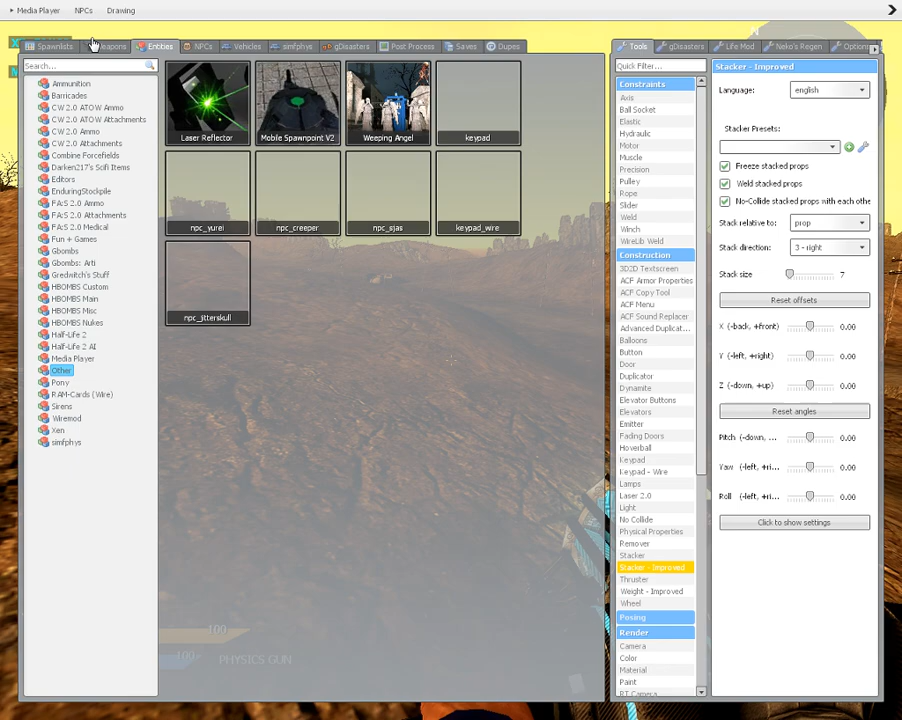 Media Player NPCs Drawing
Spawnlists Weapons Entities NPCs Vehicles simfphys gDisasters Post Process Saves Dupes
Tools gDisasters Life Mod Neko's Regen Options
Search...
Ammunition
Barricades
CW 2.0 ATOW Ammo
CW 2.0 ATOW Attachments
CW 2.0 Ammo
CW 2.0 Attachments
Combine Forcefields
Darken217's Scifi Items
Editors
EnduringStockpile
FA:S 2.0 Ammo
FA:S 2.0 Attachments
FA:S 2.0 Medical
Fun + Games
Gbombs
Gbombs: Arti
Gredwitch's Stuff
HBOMBS Custom
HBOMBS Main
HBOMBS Misc
HBOMBS Nukes
Half-Life 2
Half-Life 2 AI
Media Player
Other
Pony
RAM-Cards (Wire)
Sirens
Wiremod
Xen
simfphys
Laser Reflector
Mobile Spawnpoint V2
Weeping Angel
keypad
npc_yurei
npc_creeper
npc_sjas
keypad_wire
npc_jitterskull
100
100
PHYSICS GUN
Quick Filter...
Constraints
Axis
Ball Socket
Elastic
Hydraulic
Motor
Muscle
Precision
Pulley
Rope
Slider
Weld
Winch
WireLib Weld
Construction
3D2D Textscreen
ACF Armor Properties
ACF Copy Tool
ACF Menu
ACF Sound Replacer
Advanced Duplicat...
Balloons
Button
Door
Duplicator
Dynamite
Elevator Buttons
Elevators
Emitter
Fading Doors
Hoverball
Keypad
Keypad - Wire
Lamps
Laser 2.0
Light
No Collide
Physical Properties
Remover
Stacker
Stacker - Improved
Thruster
Weight - Improved
Wheel
Posing
Render
Camera
Color
Material
Paint
RT Camera
Stacker - Improved
Language: english
Stacker Presets:
Freeze stacked props
Weld stacked props
No-Collide stacked props with each othe
Stack relative to: prop
Stack direction: 3 - right
Stack size 7
Reset offsets
X (-back, +front) 0.00
Y (-left, +right) 0.00
Z (-down, +up) 0.00
Reset angles
Pitch (-down, ... 0.00
Yaw (-left, +ri... 0.00
Roll (-left, +ri... 0.00
Click to show settings